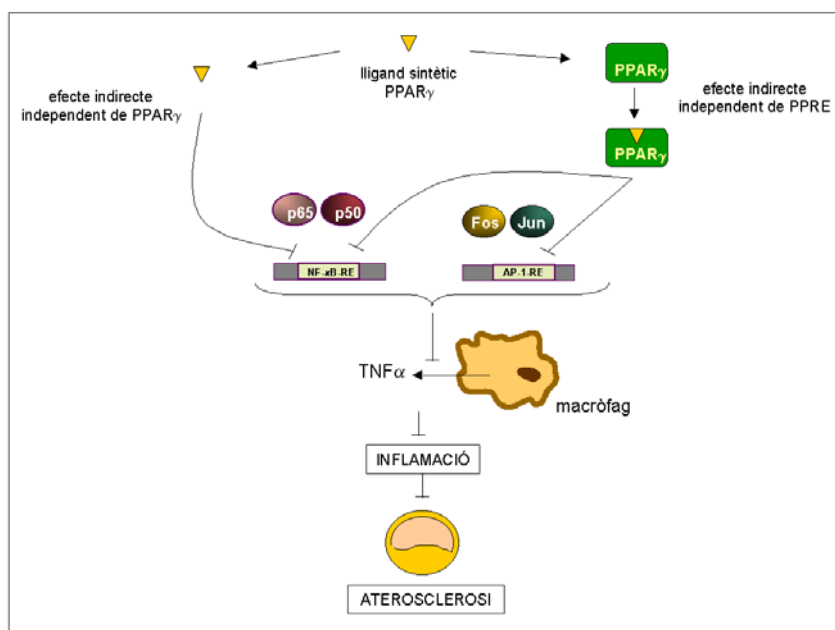 lligand sintètic
PPARγ
efecte indirecte
independent de PPARγ
PPARγ
efecte indirecte
independent de PPRE
PPARγ
p65
p50
Fos
Jun
NF-κB-RE
AP-1-RE
TNFα
macròfag
INFLAMACIÓ
ATEROSCLEROSI